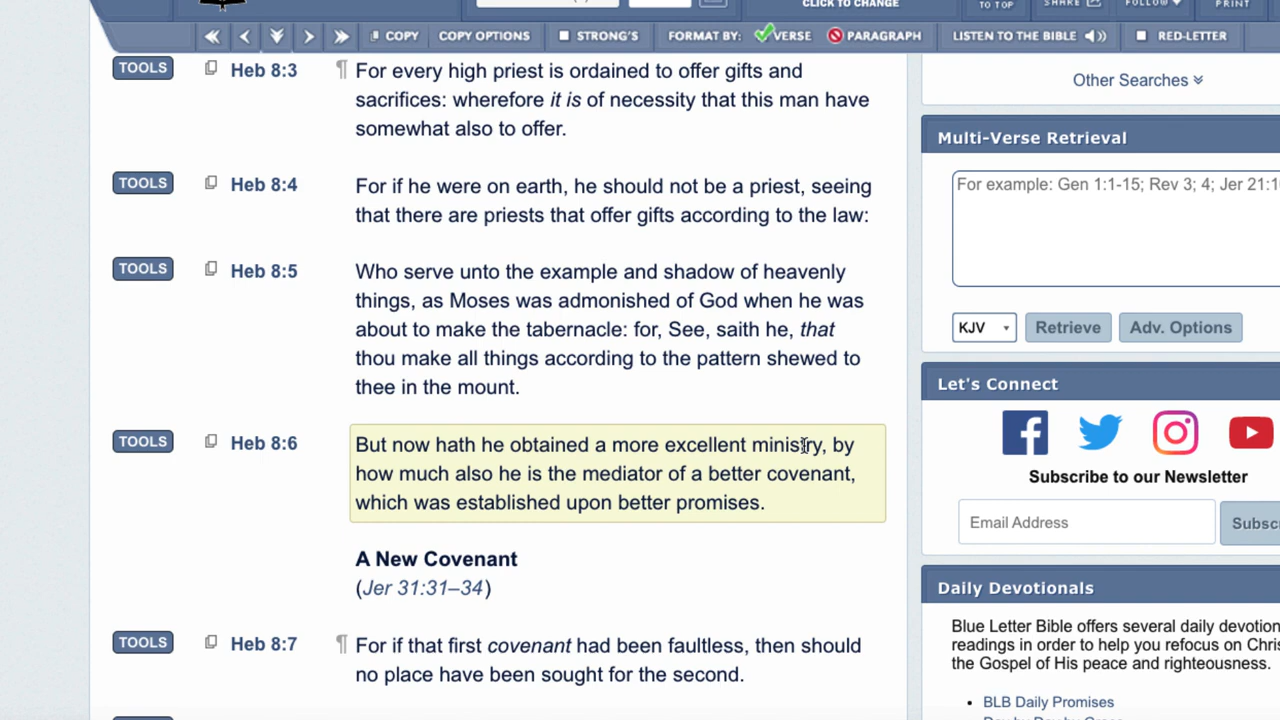 CLICK TO CHANGE
TO TOP
SHARE
FOLLOW
PRINT
COPY
COPY OPTIONS
STRONG'S
FORMAT BY:
VERSE
PARAGRAPH
LISTEN TO THE BIBLE
RED-LETTER
TOOLS Heb 8:3 ¶ For every high priest is ordained to offer gifts and
sacrifices: wherefore it is of necessity that this man have
somewhat also to offer.
TOOLS Heb 8:4 For if he were on earth, he should not be a priest, seeing
that there are priests that offer gifts according to the law:
TOOLS Heb 8:5 Who serve unto the example and shadow of heavenly
things, as Moses was admonished of God when he was
about to make the tabernacle: for, See, saith he, that
thou make all things according to the pattern shewed to
thee in the mount.
TOOLS Heb 8:6 But now hath he obtained a more excellent ministry, by
how much also he is the mediator of a better covenant,
which was established upon better promises.
A New Covenant
(Jer 31:31–34)
TOOLS Heb 8:7 ¶ For if that first covenant had been faultless, then should
no place have been sought for the second.
Other Searches
Multi-Verse Retrieval
For example: Gen 1:1-15; Rev 3; 4; Jer 21:1
KJV
Retrieve
Adv. Options
Let's Connect
Subscribe to our Newsletter
Email Address
Subsc
Daily Devotionals
Blue Letter Bible offers several daily devotion
readings in order to help you refocus on Chris
the Gospel of His peace and righteousness.
• BLB Daily Promises